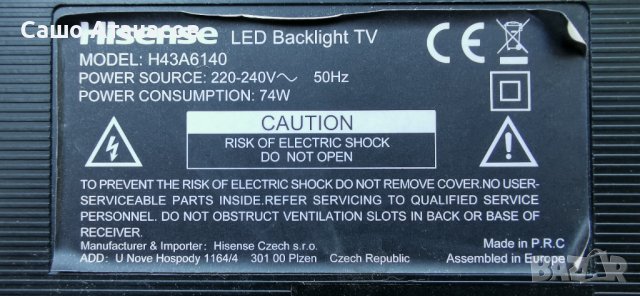 Сашо Атанасов
Hisense LED Backlight TV
MODEL: H43A6140
POWER SOURCE: 220-240V~ 50Hz
POWER CONSUMPTION: 74W
CAUTION
RISK OF ELECTRIC SHOCK
DO NOT OPEN
TO PREVENT THE RISK OF ELECTRIC SHOCK DO NOT REMOVE COVER.NO USER-
SERVICEABLE PARTS INSIDE.REFER SERVICING TO QUALIFIED SERVICE
PERSONNEL. DO NOT OBSTRUCT VENTILATION SLOTS IN BACK OR BASE OF SET.
Manufacturer & Importer: Hisense Czech s.r.o.
ADD: U Nove Hospody 1164/4 301 00 Plzen Czech Republic
Made in P.R.C
Assembled in Europe
bazar